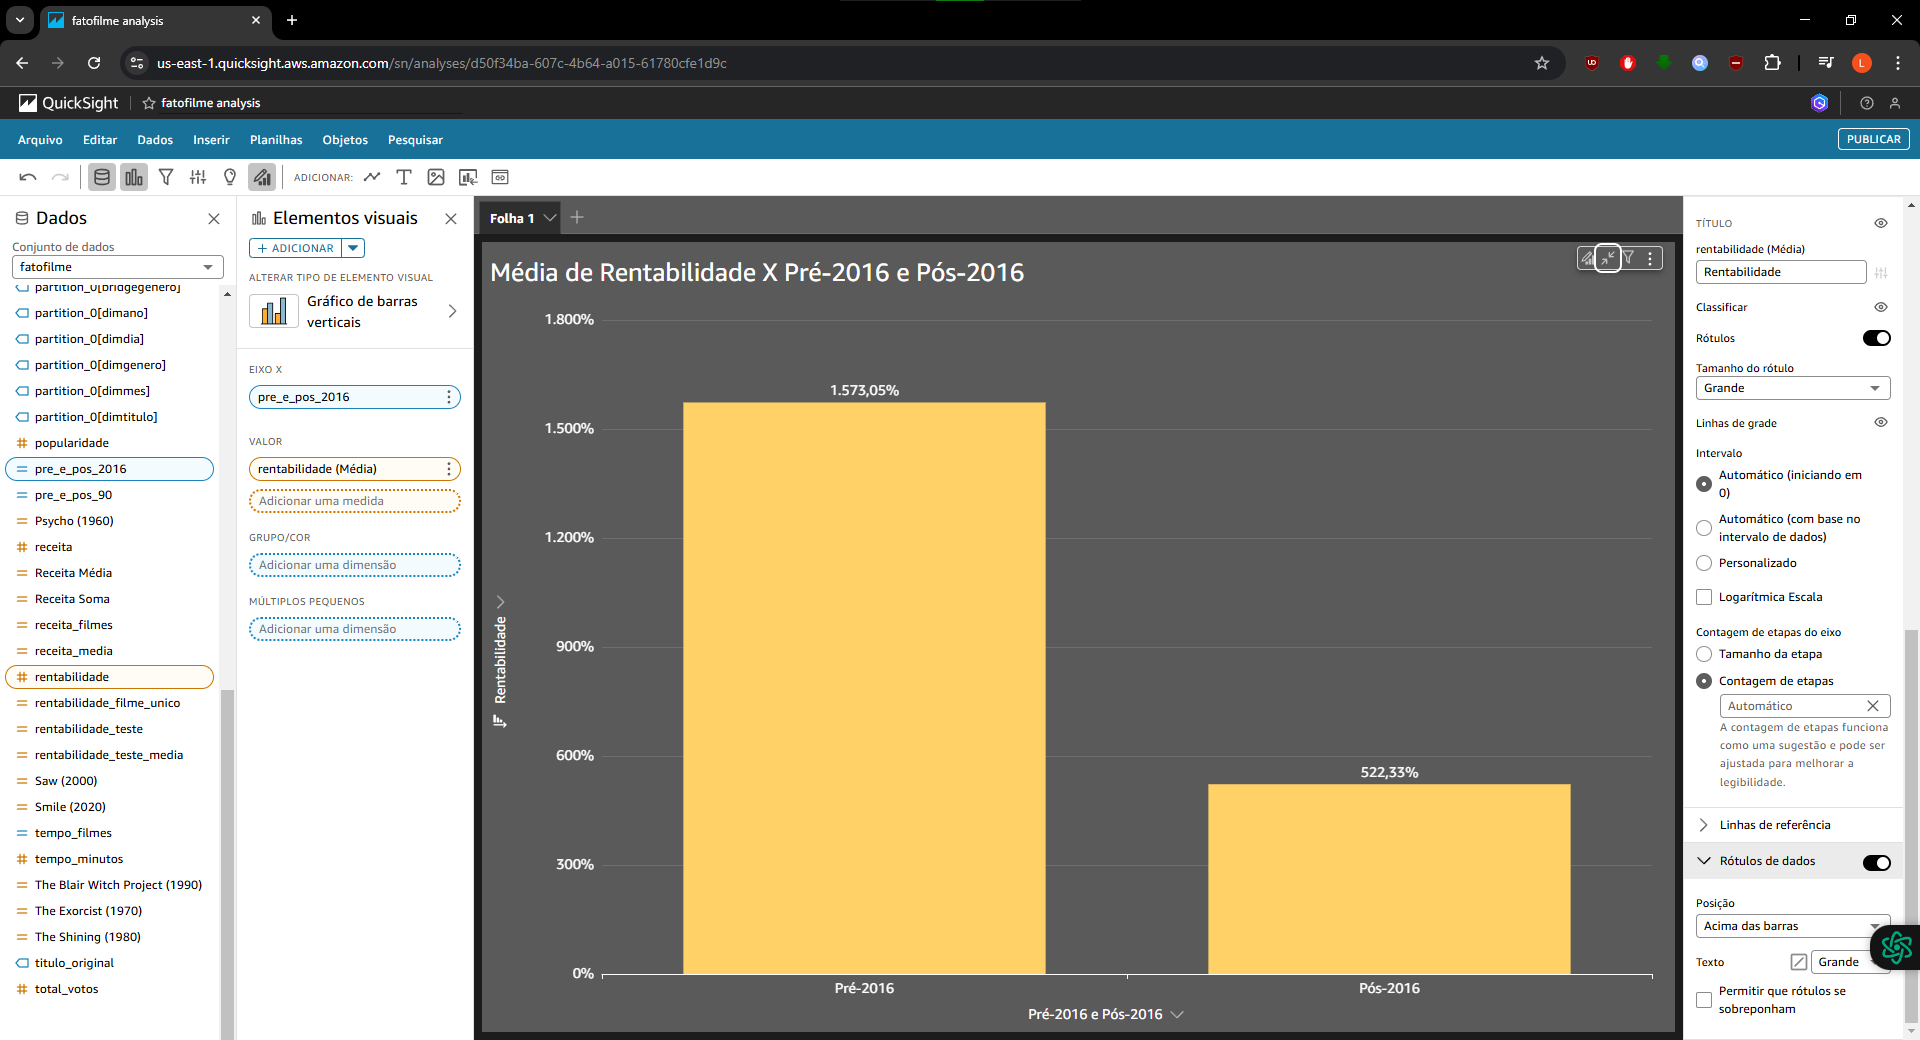 fatofilme analysis
us-east-1.quicksight.aws.amazon.com/sn/analyses/d50f34ba-607c-4b64-a015-61780cfe1d9c
L
QuickSight
fatofilme analysis
Arquivo Editar Dados Inserir Planilhas Objetos Pesquisar
PUBLICAR
ADICIONAR:
Dados
Conjunto de dados
fatofilme
partition_0[bridgegenero]
partition_0[dimano]
partition_0[dimdia]
partition_0[dimgenero]
partition_0[dimmes]
partition_0[dimtitulo]
popularidade
pre_e_pos_2016
pre_e_pos_90
Psycho (1960)
receita
Receita Média
Receita Soma
receita_filmes
receita_media
rentabilidade
rentabilidade_filme_unico
rentabilidade_teste
rentabilidade_teste_media
Saw (2000)
Smile (2020)
tempo_filmes
tempo_minutos
The Blair Witch Project (1990)
The Exorcist (1970)
The Shining (1980)
titulo_original
total_votos
Elementos visuais
ADICIONAR
ALTERAR TIPO DE ELEMENTO VISUAL
Gráfico de barras
verticais
EIXO X
pre_e_pos_2016
VALOR
rentabilidade (Média)
Adicionar uma medida
GRUPO/COR
Adicionar uma dimensão
MÚLTIPLOS PEQUENOS
Adicionar uma dimensão
Folha 1
Média de Rentabilidade X Pré-2016 e Pós-2016
1.800%
1.500%
1.200%
900%
600%
300%
0%
Rentabilidade
1.573,05%
522,33%
Pré-2016
Pós-2016
Pré-2016 e Pós-2016
TÍTULO
rentabilidade (Média)
Rentabilidade
Classificar
Rótulos
Tamanho do rótulo
Grande
Linhas de grade
Intervalo
Automático (iniciando em
0)
Automático (com base no
intervalo de dados)
Personalizado
Logarítmica Escala
Contagem de etapas do eixo
Tamanho da etapa
Contagem de etapas
Automático
A contagem de etapas funciona
como uma sugestão e pode ser
ajustada para melhorar a
legibilidade.
Linhas de referência
Rótulos de dados
Posição
Acima das barras
Texto
Grande
Permitir que rótulos se
sobreponham